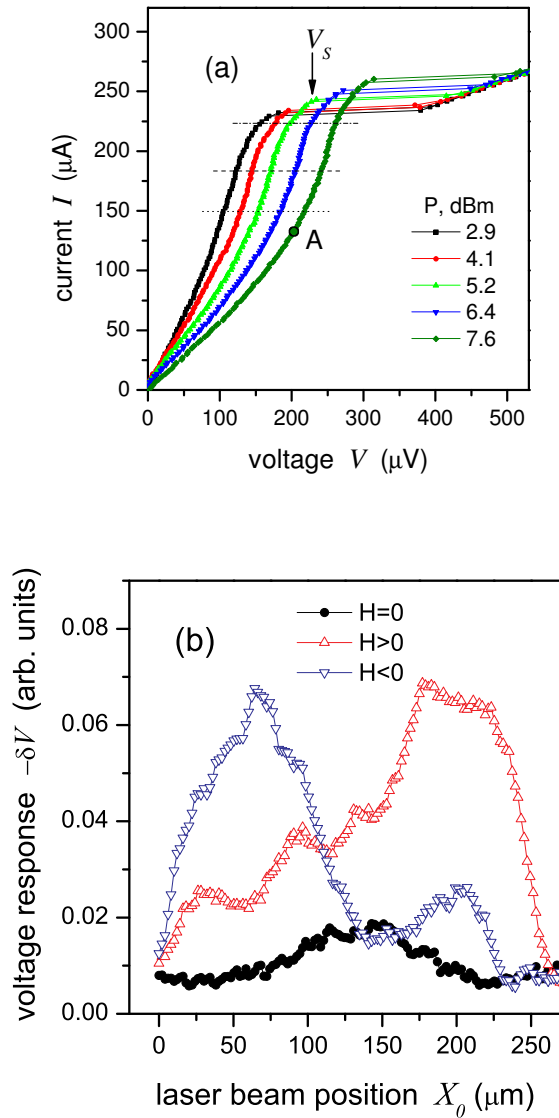 300
250
200
150
100
50
0
current I (μA)
(a)
V_S
A
P, dBm
2.9
4.1
5.2
6.4
7.6
0 100 200 300 400 500
voltage V (μV)
0.08
0.06
0.04
0.02
0.00
voltage response −δV (arb. units)
(b)
H=0
H>0
H<0
0 50 100 150 200 250
laser beam position X_0 (μm)